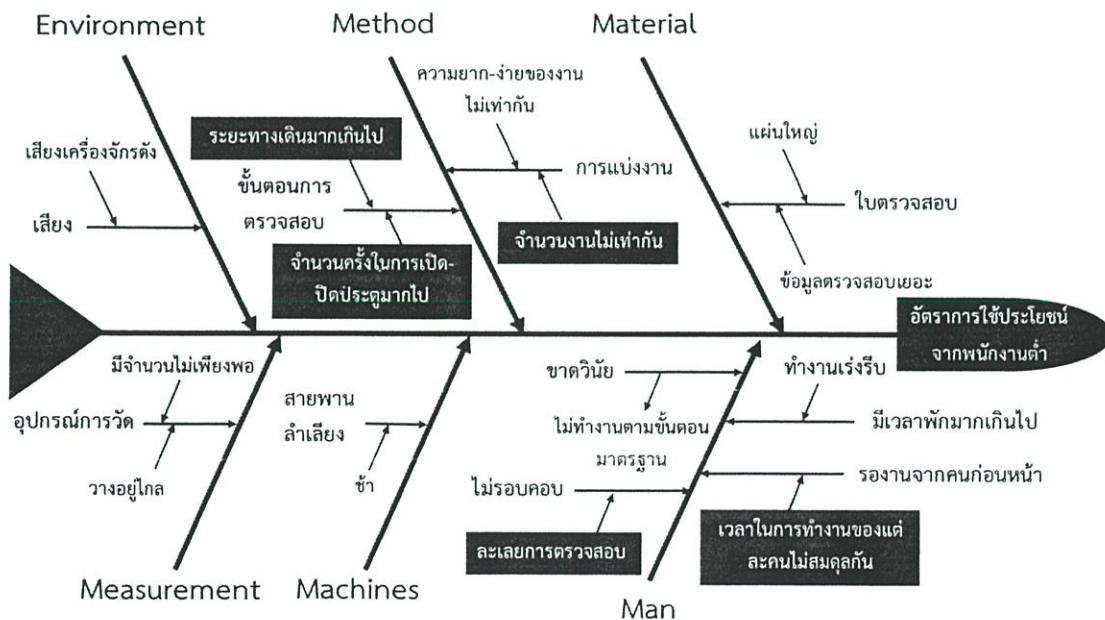 Environment
Method
Material
ความยาก-ง่ายของงาน
ไม่เท่ากัน
แผ่นใหญ่
ระยะทางเดินมากเกินไป
เสียงเครื่องจักรดัง
ขั้นตอนการ
ตรวจสอบ
การแบ่งงาน
ใบตรวจสอบ
เสียง
จำนวนงานไม่เท่ากัน
จำนวนครั้งในการเปิด-
ปิดประตูมากไป
ข้อมูลตรวจสอบเยอะ
อัตราการใช้ประโยชน์
จากพนักงานต่ำ
มีจำนวนไม่เพียงพอ
อุปกรณ์การวัด
วางอยู่ไกล
สายพาน
ลำเลียง
ช้า
ขาดวินัย
ไม่ทำงานตามขั้นตอน
มาตรฐาน
ทำงานเร่งรีบ
มีเวลาพักมากเกินไป
ไม่รอบคอบ
รองานจากคนก่อนหน้า
ละเลยการตรวจสอบ
เวลาในการทำงานของแต่
ละคนไม่สมดุลกัน
Measurement
Machines
Man